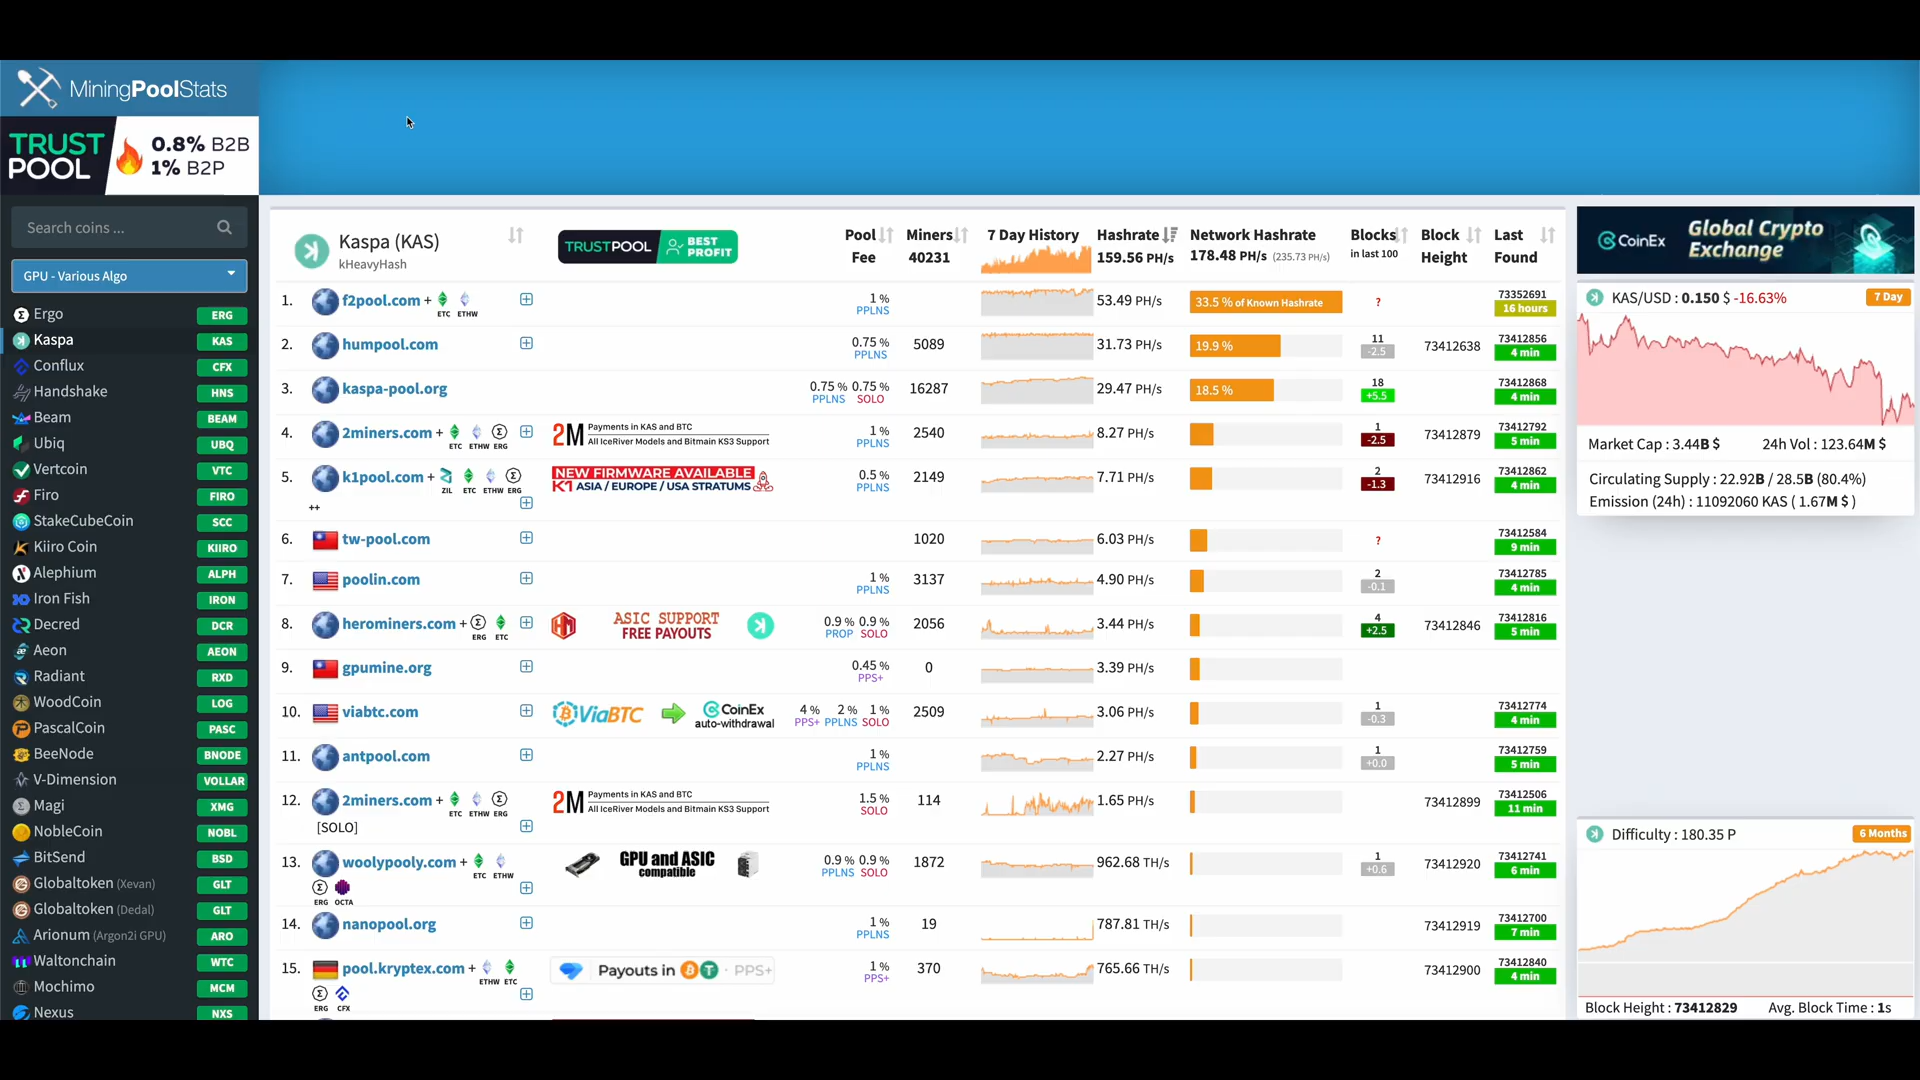 MiningPoolStats
TRUST POOL 0.8% B2B
1% B2P
Search coins ...
GPU - Various Algo
Ergo ERG
Kaspa KAS
Conflux CFX
Handshake HNS
Beam BEAM
Ubiq UBQ
Vertcoin VTC
Firo FIRO
StakeCubeCoin SCC
Kiiro Coin KIIRO
Alephium ALPH
Iron Fish IRON
Decred DCR
Aeon AEON
Radiant RXD
WoodCoin LOG
PascalCoin PASC
BeeNode BNODE
V-Dimension VOLLAR
Magi XMG
NobleCoin NOBL
BitSend BSD
Globaltoken (Xevan) GLT
Globaltoken (Dedal) GLT
Arionum (Argon2i GPU) ARO
Waltonchain WTC
Mochimo MCM
Nexus NXS
Kaspa (KAS)
kHeavyHash
TRUSTPOOL BEST PROFIT
Pool Fee
Miners 40231
7 Day History
Hashrate 159.56 PH/s
Network Hashrate
178.48 PH/s (235.73 PH/s)
Blocks in last 100
Block Height
Last Found
1. f2pool.com + ETC ETHW 1 % PPLNS 53.49 PH/s 33.5 % of Known Hashrate ? 73352691 16 hours
2. humpool.com 0.75 % PPLNS 5089 31.73 PH/s 19.9 % 11 -2.5 73412638 73412856 4 min
3. kaspa-pool.org 0.75 % PPLNS 0.75 % SOLO 16287 29.47 PH/s 18.5 % 18 +5.5 73412868 4 min
4. 2miners.com + ETC ETHW ERG 2M Payments in KAS and BTC All IceRiver Models and Bitmain KS3 Support 1 % PPLNS 2540 8.27 PH/s 1 -2.5 73412879 73412792 5 min
5. k1pool.com + ZIL ETC ETHW ERG ++ NEW FIRMWARE AVAILABLE K1 ASIA / EUROPE / USA STRATUMS 0.5 % PPLNS 2149 7.71 PH/s 2 -1.3 73412916 73412862 4 min
6. tw-pool.com 1020 6.03 PH/s ? 73412584 9 min
7. poolin.com 1 % PPLNS 3137 4.90 PH/s 2 -0.1 73412785 4 min
8. herominers.com + ERG ETC HM ASIC SUPPORT FREE PAYOUTS 0.9 % PROP 0.9 % SOLO 2056 3.44 PH/s 4 +2.5 73412846 73412816 5 min
9. gpumine.org 0.45 % PPS+ 0 3.39 PH/s
10. viabtc.com ViaBTC CoinEx auto-withdrawal 4 % PPS+ 2 % PPLNS 1 % SOLO 2509 3.06 PH/s 1 -0.3 73412774 4 min
11. antpool.com 1 % PPLNS 2.27 PH/s 1 +0.0 73412759 5 min
12. 2miners.com + ETC ETHW ERG [SOLO] 2M Payments in KAS and BTC All IceRiver Models and Bitmain KS3 Support 1.5 % SOLO 114 1.65 PH/s 73412899 73412506 11 min
13. woolypooly.com + ETC ETHW ERG OCTA GPU and ASIC compatible 0.9 % PPLNS 0.9 % SOLO 1872 962.68 TH/s 1 +0.6 73412920 73412741 6 min
14. nanopool.org 1 % PPLNS 19 787.81 TH/s 73412919 73412700 7 min
15. pool.kryptex.com + ETHW ETC ERG CFX Payouts in B T · PPS+ 1 % PPS+ 370 765.66 TH/s 73412900 73412840 4 min
CoinEx Global Crypto Exchange
KAS/USD : 0.150 $ -16.63% 7 Day
Market Cap : 3.44B $ 24h Vol : 123.64M $
Circulating Supply : 22.92B / 28.5B (80.4%)
Emission (24h) : 11092060 KAS ( 1.67M $ )
Difficulty : 180.35 P 6 Months
Block Height : 73412829 Avg. Block Time : 1s